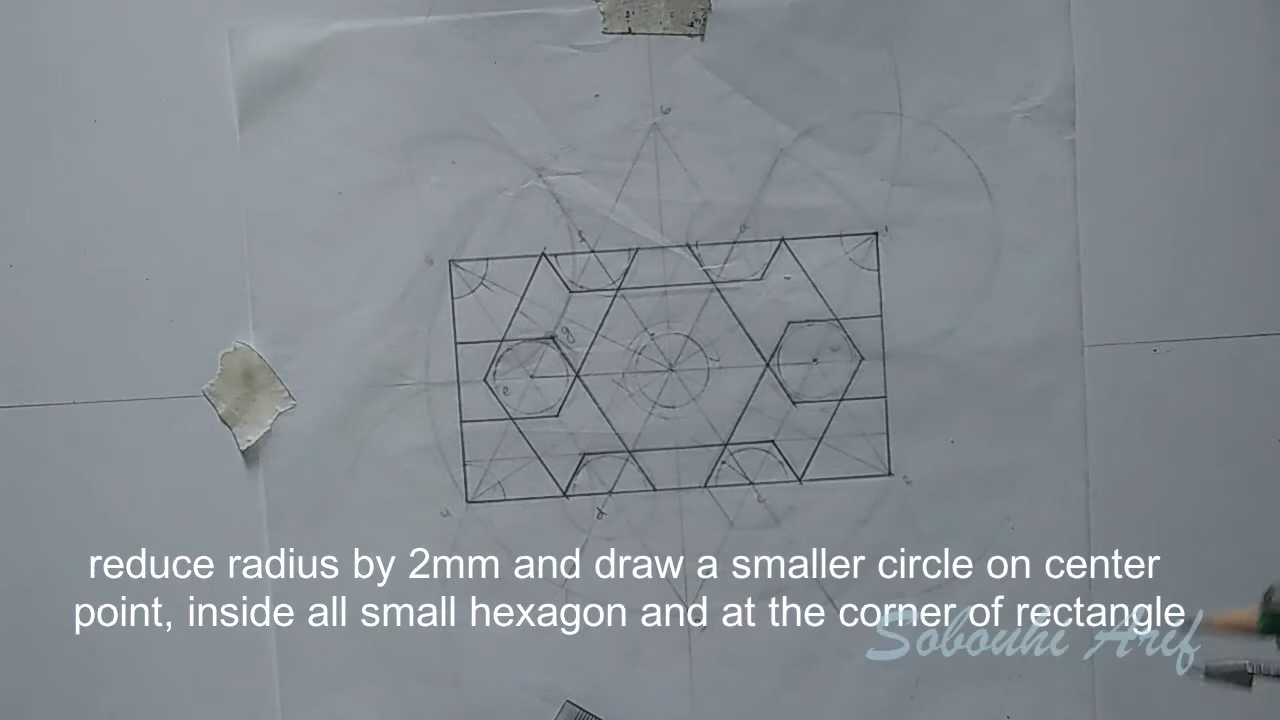 reduce radius by 2mm and draw a smaller circle on center
point, inside all small hexagon and at the corner of rectangle
Sobouhi Arif